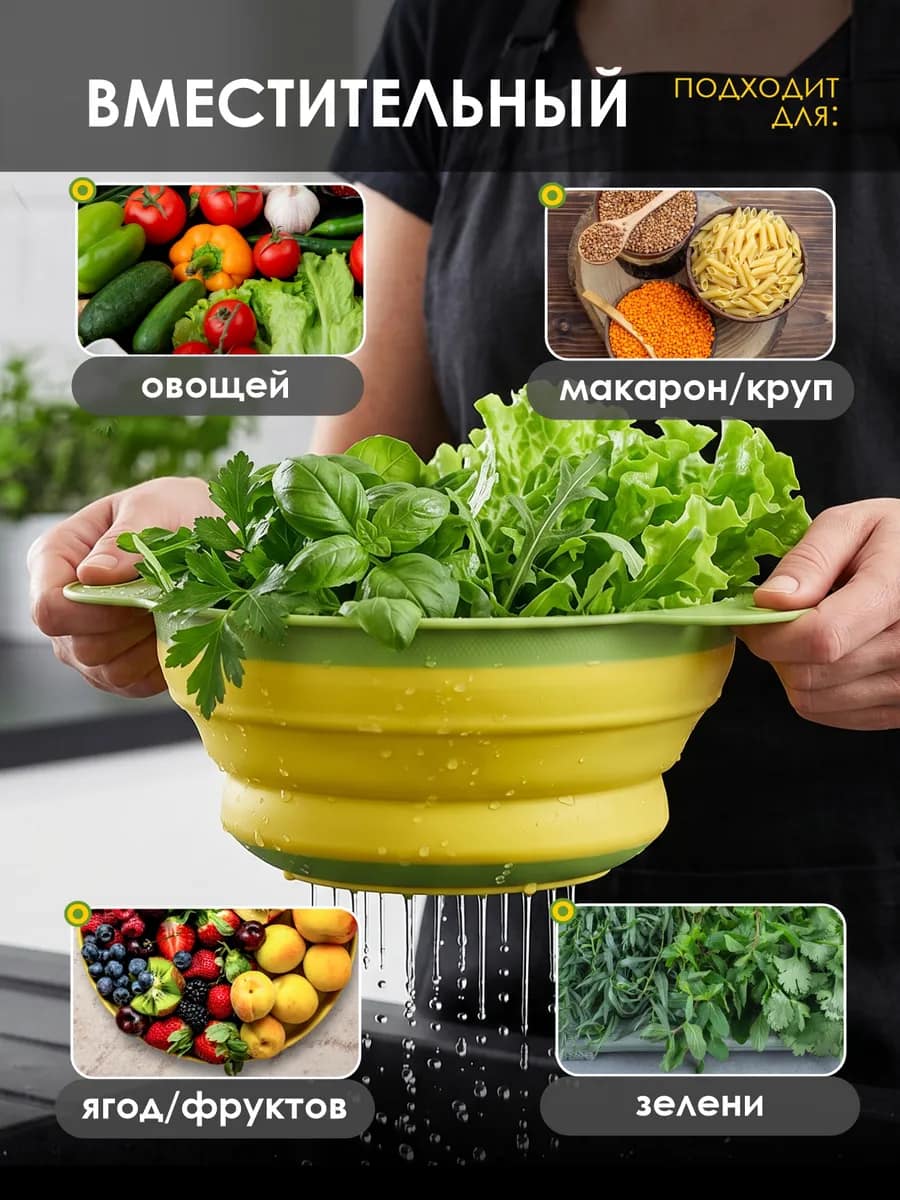 ВМЕСТИТЕЛЬНЫЙ
ПОДХОДИТ
ДЛЯ:
овощей
макарон/круп
ягод/фруктов
зелени